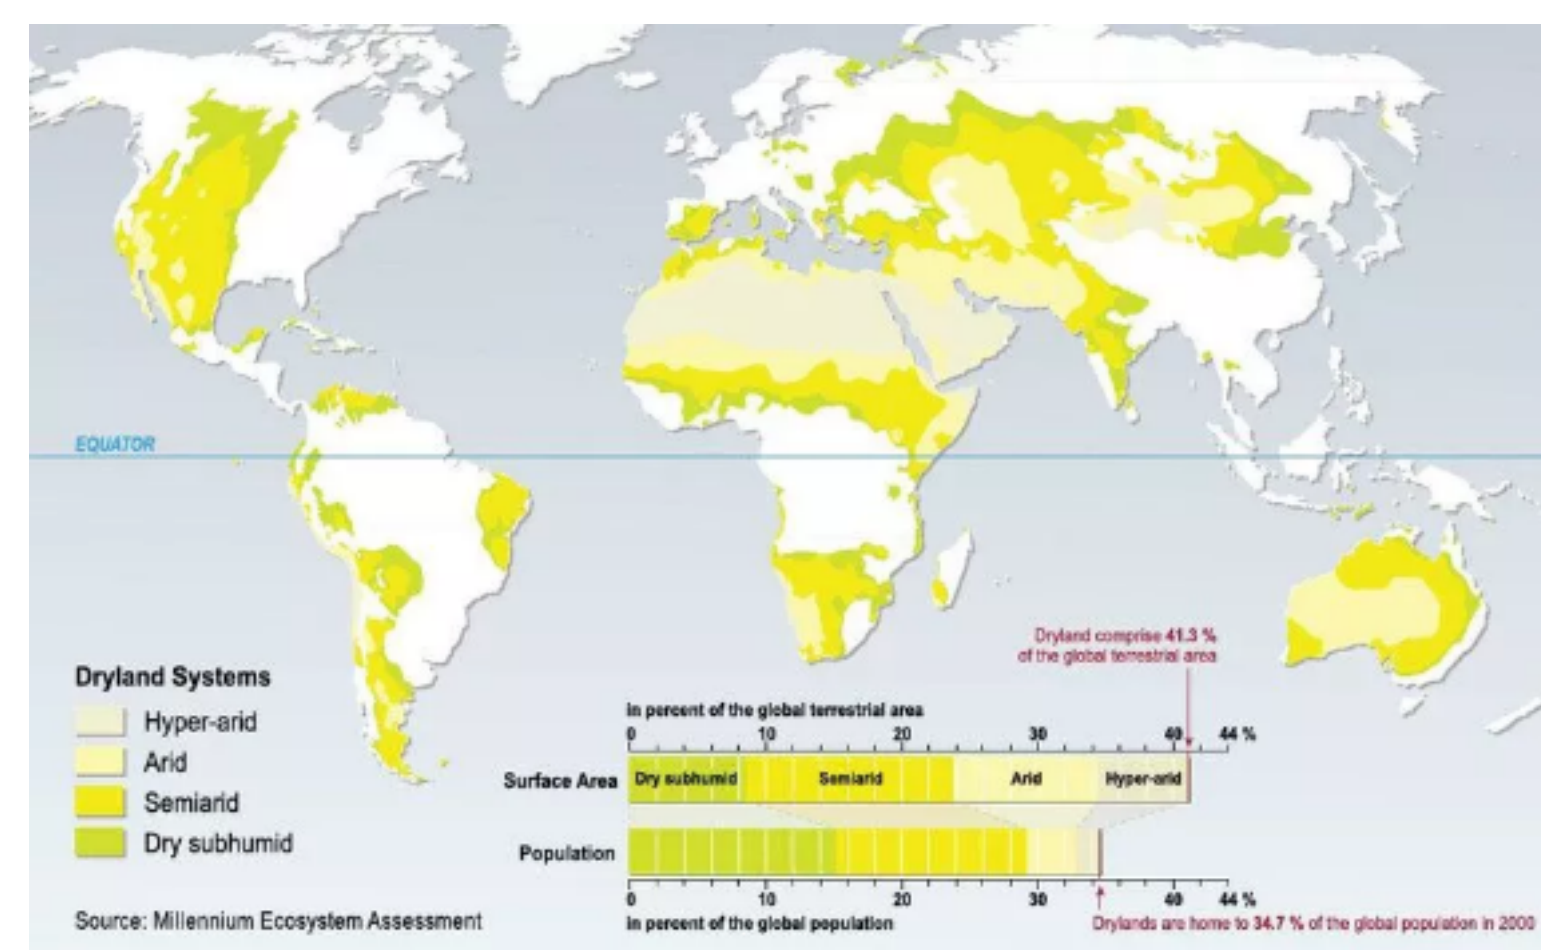 EQUATOR
Dryland comprise 41.3 %
of the global terrestrial area
Dryland Systems
Hyper-arid
Arid
Semiarid
Dry subhumid
Source: Millennium Ecosystem Assessment
in percent of the global terrestrial area
0 10 20 30 40 44 %
Surface Area Dry subhumid Semiarid Arid Hyper-arid
Population
0 10 20 30 40 44 %
in percent of the global population
Drylands are home to 34.7 % of the global population in 2000